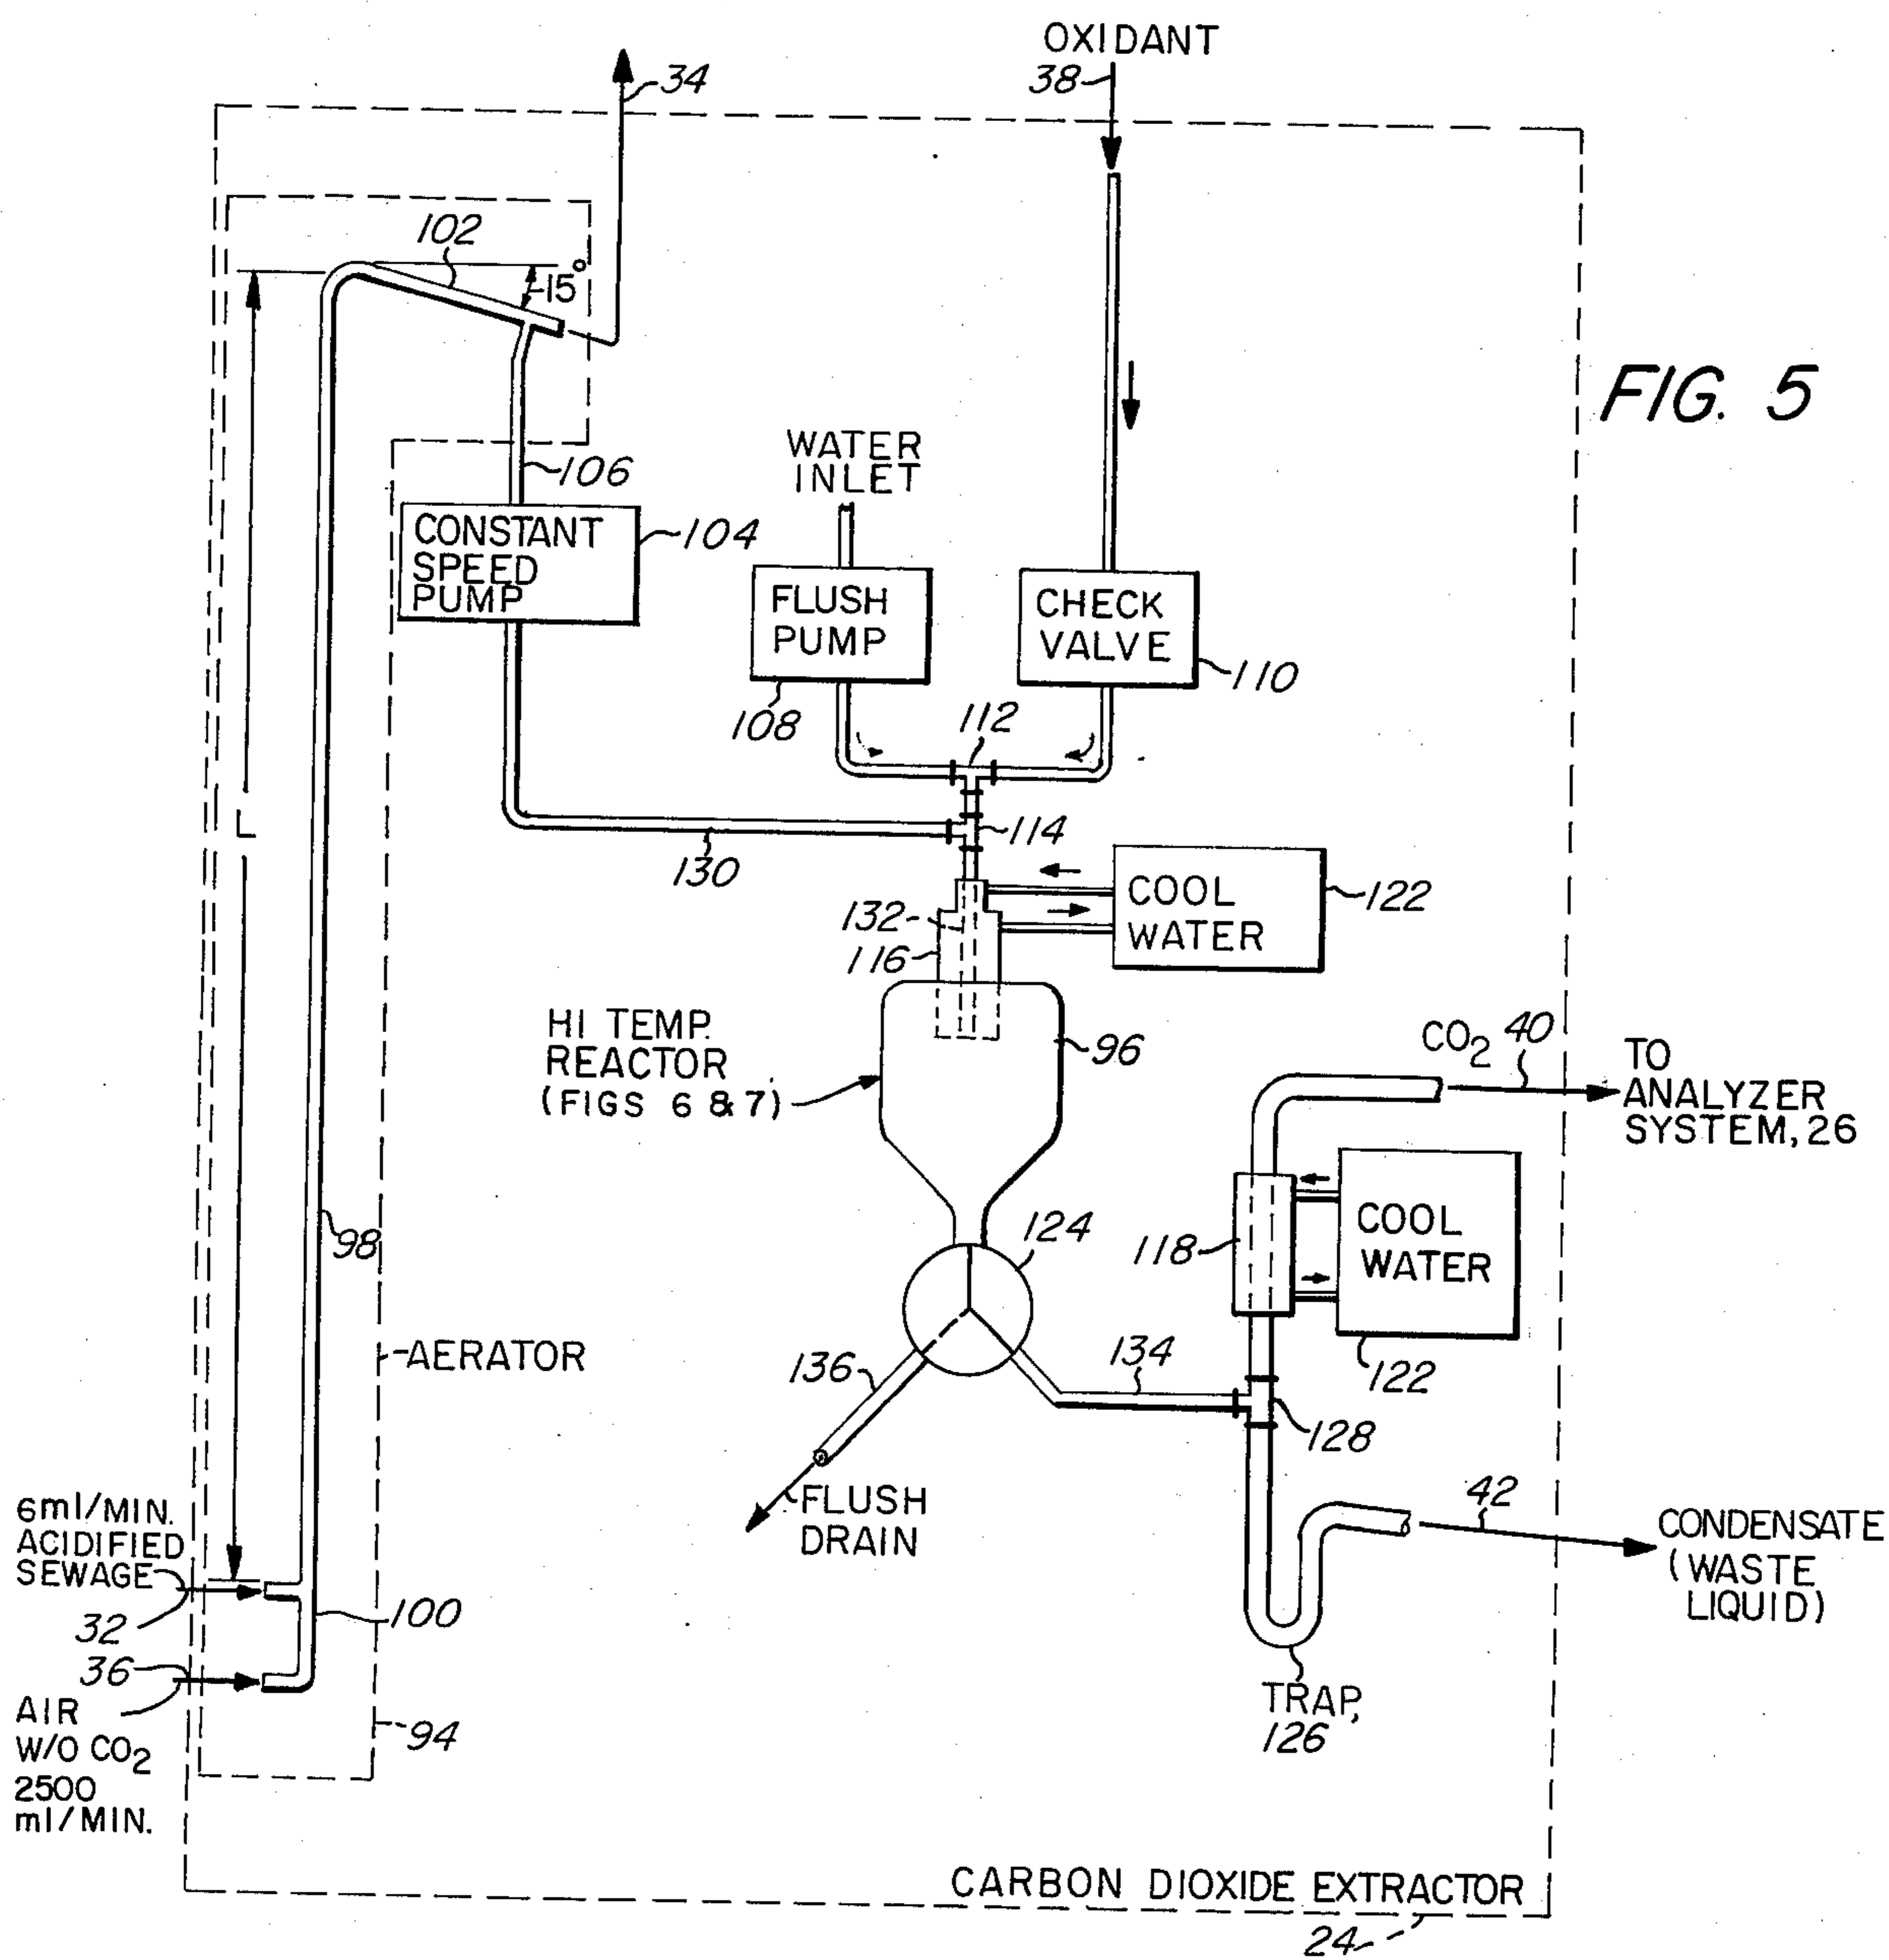 OXIDANT
38
34
102
15°
FIG. 5
WATER
INLET
106
CONSTANT
SPEED
PUMP
104
FLUSH
PUMP
CHECK
VALVE
110
108
112
L
114
130
COOL
WATER
122
132
116
HI TEMP.
REACTOR
(FIGS 6 & 7)
96
CO2 40
TO
ANALYZER
SYSTEM, 26
98
124
118
COOL
WATER
122
AERATOR
136
134
128
FLUSH
DRAIN
42
CONDENSATE
(WASTE
LIQUID)
6ml/MIN.
ACIDIFIED
SEWAGE
32
100
36
AIR
W/O CO2
2500
ml/MIN.
94
TRAP,
126
CARBON DIOXIDE EXTRACTOR
24